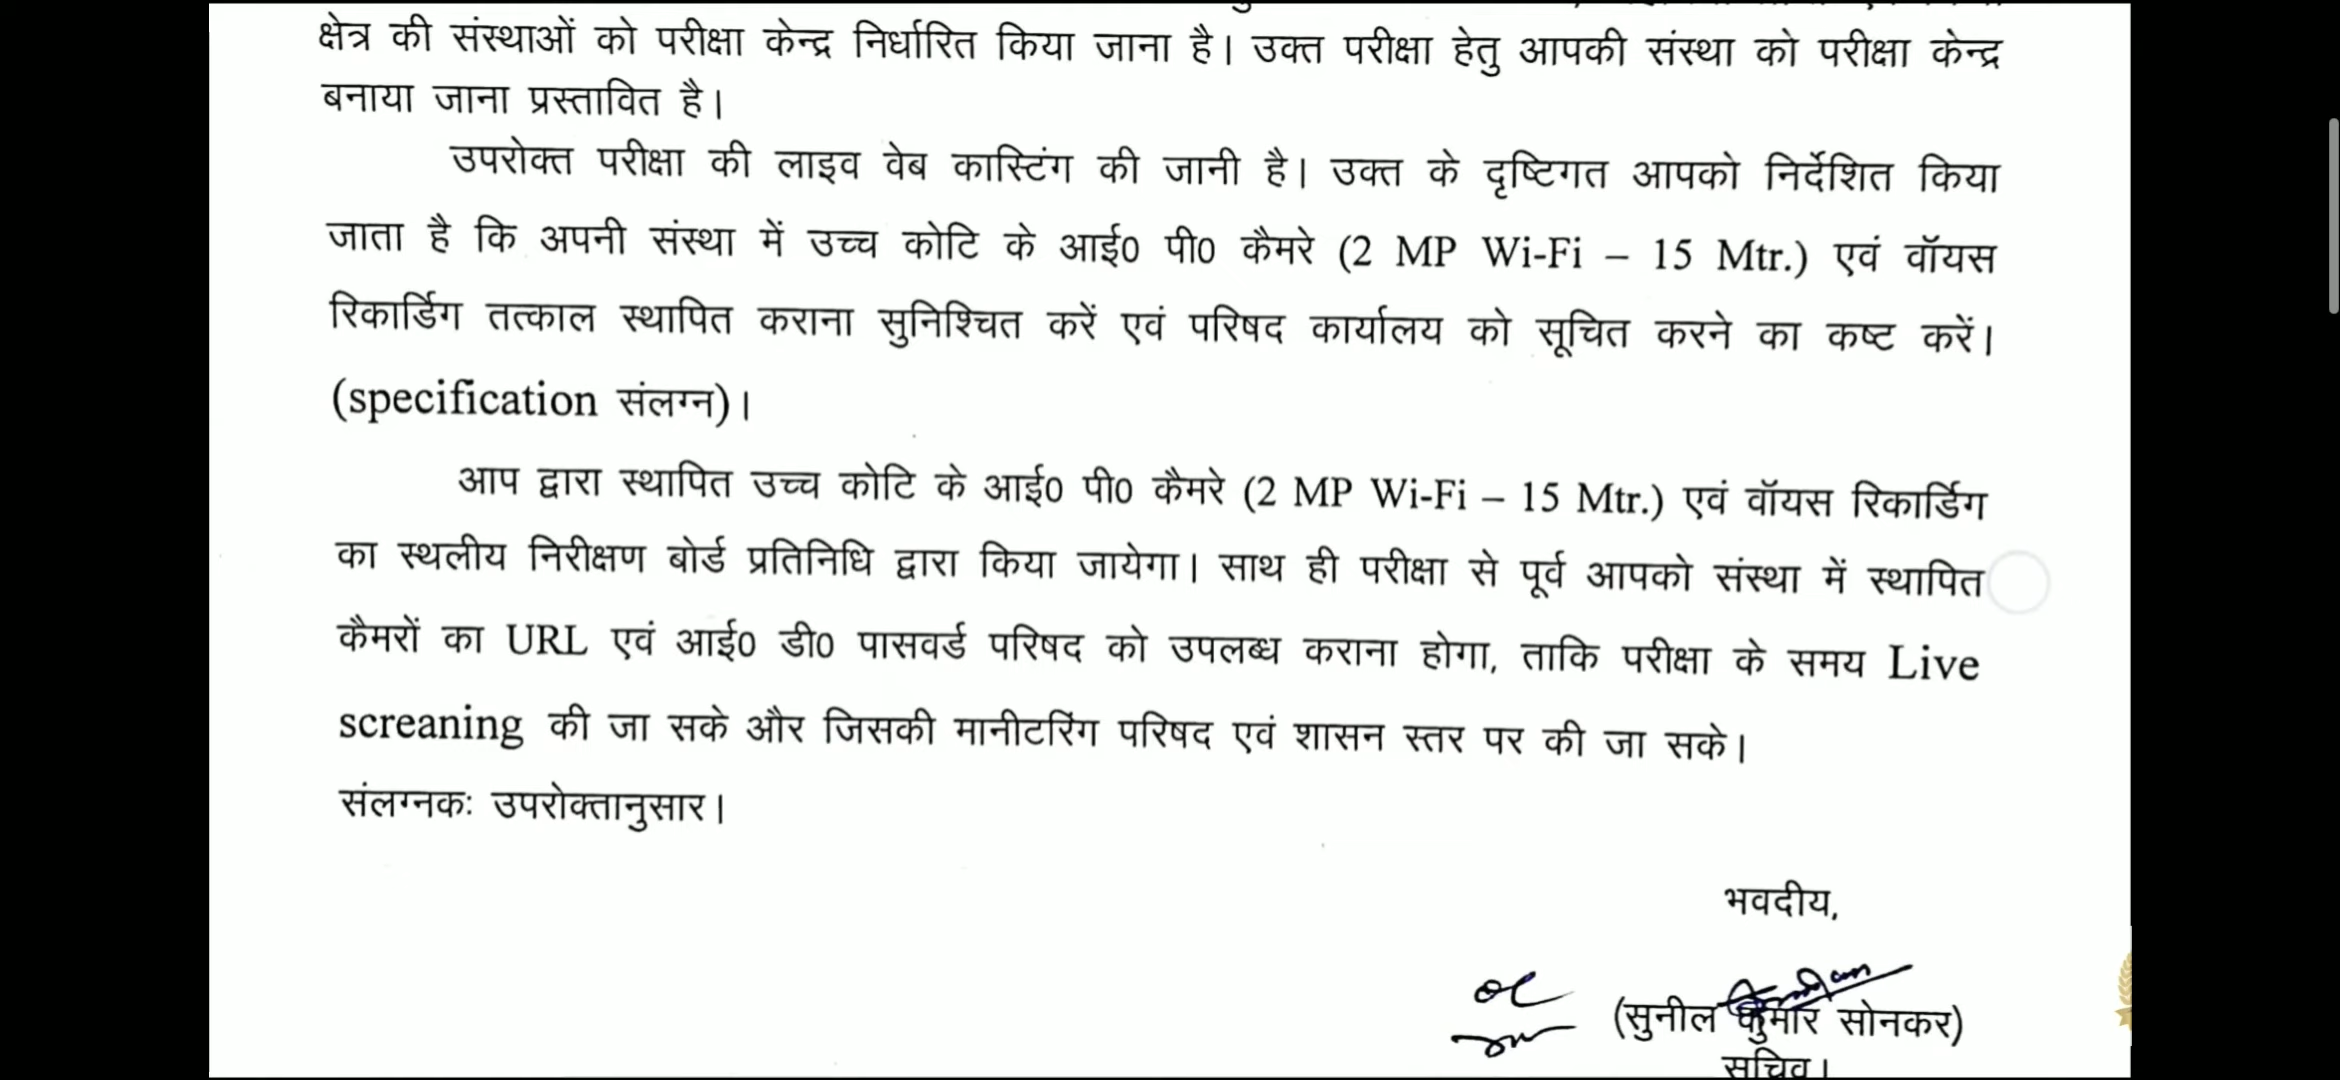 क्षेत्र की संस्थाओं को परीक्षा केन्द्र निर्धारित किया जाना है। उक्त परीक्षा हेतु आपकी संस्था को परीक्षा केन्द्र
बनाया जाना प्रस्तावित है।
उपरोक्त परीक्षा की लाइव वेब कास्टिंग की जानी है। उक्त के दृष्टिगत आपको निर्देशित किया
जाता है कि अपनी संस्था में उच्च कोटि के आई0 पी0 कैमरे (2 MP Wi-Fi – 15 Mtr.) एवं वॉयस
रिकार्डिग तत्काल स्थापित कराना सुनिश्चित करें एवं परिषद कार्यालय को सूचित करने का कष्ट करें।
(specification संलग्न)।
आप द्वारा स्थापित उच्च कोटि के आई0 पी0 कैमरे (2 MP Wi-Fi – 15 Mtr.) एवं वॉयस रिकार्डिग
का स्थलीय निरीक्षण बोर्ड प्रतिनिधि द्वारा किया जायेगा। साथ ही परीक्षा से पूर्व आपको संस्था में स्थापित
कैमरों का URL एवं आई0 डी0 पासवर्ड परिषद को उपलब्ध कराना होगा, ताकि परीक्षा के समय Live
screaning की जा सके और जिसकी मानीटरिंग परिषद एवं शासन स्तर पर की जा सके।
संलग्नकः उपरोक्तानुसार।
भवदीय,
(सुनील कुमार सोनकर)
सचिव।